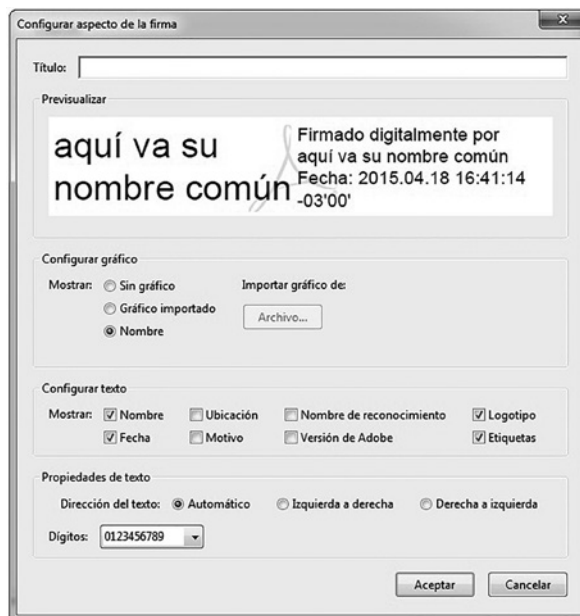 Configurar aspecto de la firma
Título:
Previsualizar
aquí va su
nombre común
Firmado digitalmente por
aquí va su nombre común
Fecha: 2015.04.18 16:41:14
-03'00'
Configurar gráfico
Mostrar: Sin gráfico Importar gráfico de:
Gráfico importado Archivo...
Nombre
Configurar texto
Mostrar: Nombre Ubicación Nombre de reconocimiento Logotipo
Fecha Motivo Versión de Adobe Etiquetas
Propiedades de texto
Dirección del texto: Automático Izquierda a derecha Derecha a izquierda
Dígitos: 0123456789
Aceptar Cancelar